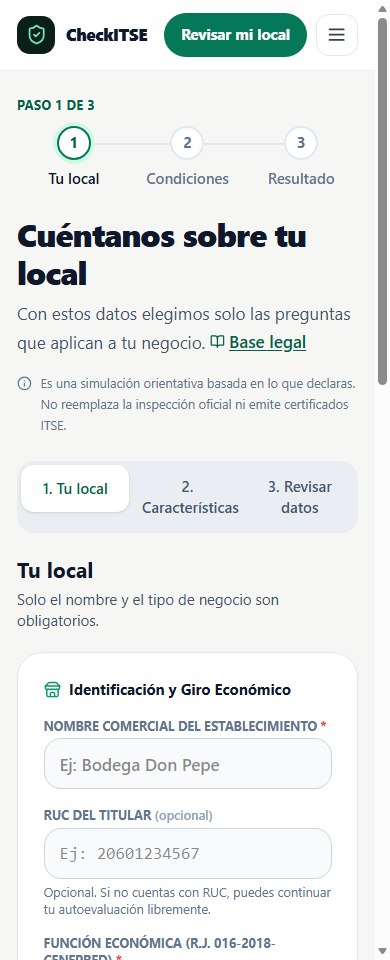 CheckITSE
Revisar mi local
PASO 1 DE 3
1
2
3
Tu local
Condiciones
Resultado
Cuéntanos sobre tu
local
Con estos datos elegimos solo las preguntas
que aplican a tu negocio. Base legal
Es una simulación orientativa basada en lo que declaras.
No reemplaza la inspección oficial ni emite certificados
ITSE.
1. Tu local
2.
Características
3. Revisar
datos
Tu local
Solo el nombre y el tipo de negocio son
obligatorios.
Identificación y Giro Económico
NOMBRE COMERCIAL DEL ESTABLECIMIENTO *
Ej: Bodega Don Pepe
RUC DEL TITULAR (opcional)
Ej: 20601234567
Opcional. Si no cuentas con RUC, puedes continuar
tu autoevaluación libremente.
FUNCIÓN ECONÓMICA (R.J. 016-2018-
CENEPRED) *